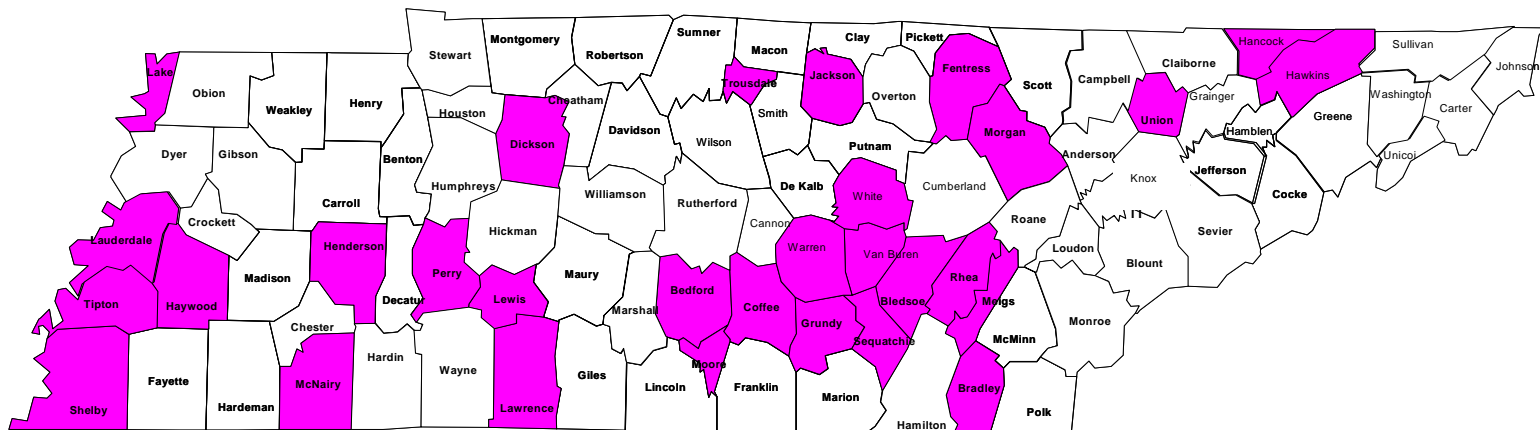 Stewart
Montgomery
Robertson
Sumner
Macon
Clay
Pickett
Fentress
Scott
Campbell
Claiborne
Hancock
Hawkins
Sullivan
Johnson
Lake
Obion
Weakley
Henry
Houston
Cheatham
Trousdale
Jackson
Overton
Union
Grainger
Washington
Carter
Dickson
Davidson
Wilson
Smith
Putnam
Morgan
Anderson
Hamblen
Greene
Unicoi
Dyer
Gibson
Carroll
Benton
Humphreys
Williamson
Rutherford
Cannon
De Kalb
White
Cumberland
Roane
Knox
Jefferson
Cocke
Lauderdale
Crockett
Madison
Henderson
Decatur
Perry
Hickman
Maury
Marshall
Bedford
Coffee
Warren
Van Buren
Bledsoe
Rhea
Meigs
Loudon
Blount
Sevier
Tipton
Haywood
Chester
Hardin
Wayne
Lewis
Giles
Lincoln
Moore
Franklin
Grundy
Sequatchie
McMinn
Monroe
Shelby
Fayette
Hardeman
McNairy
Lawrence
Marion
Hamilton
Bradley
Polk